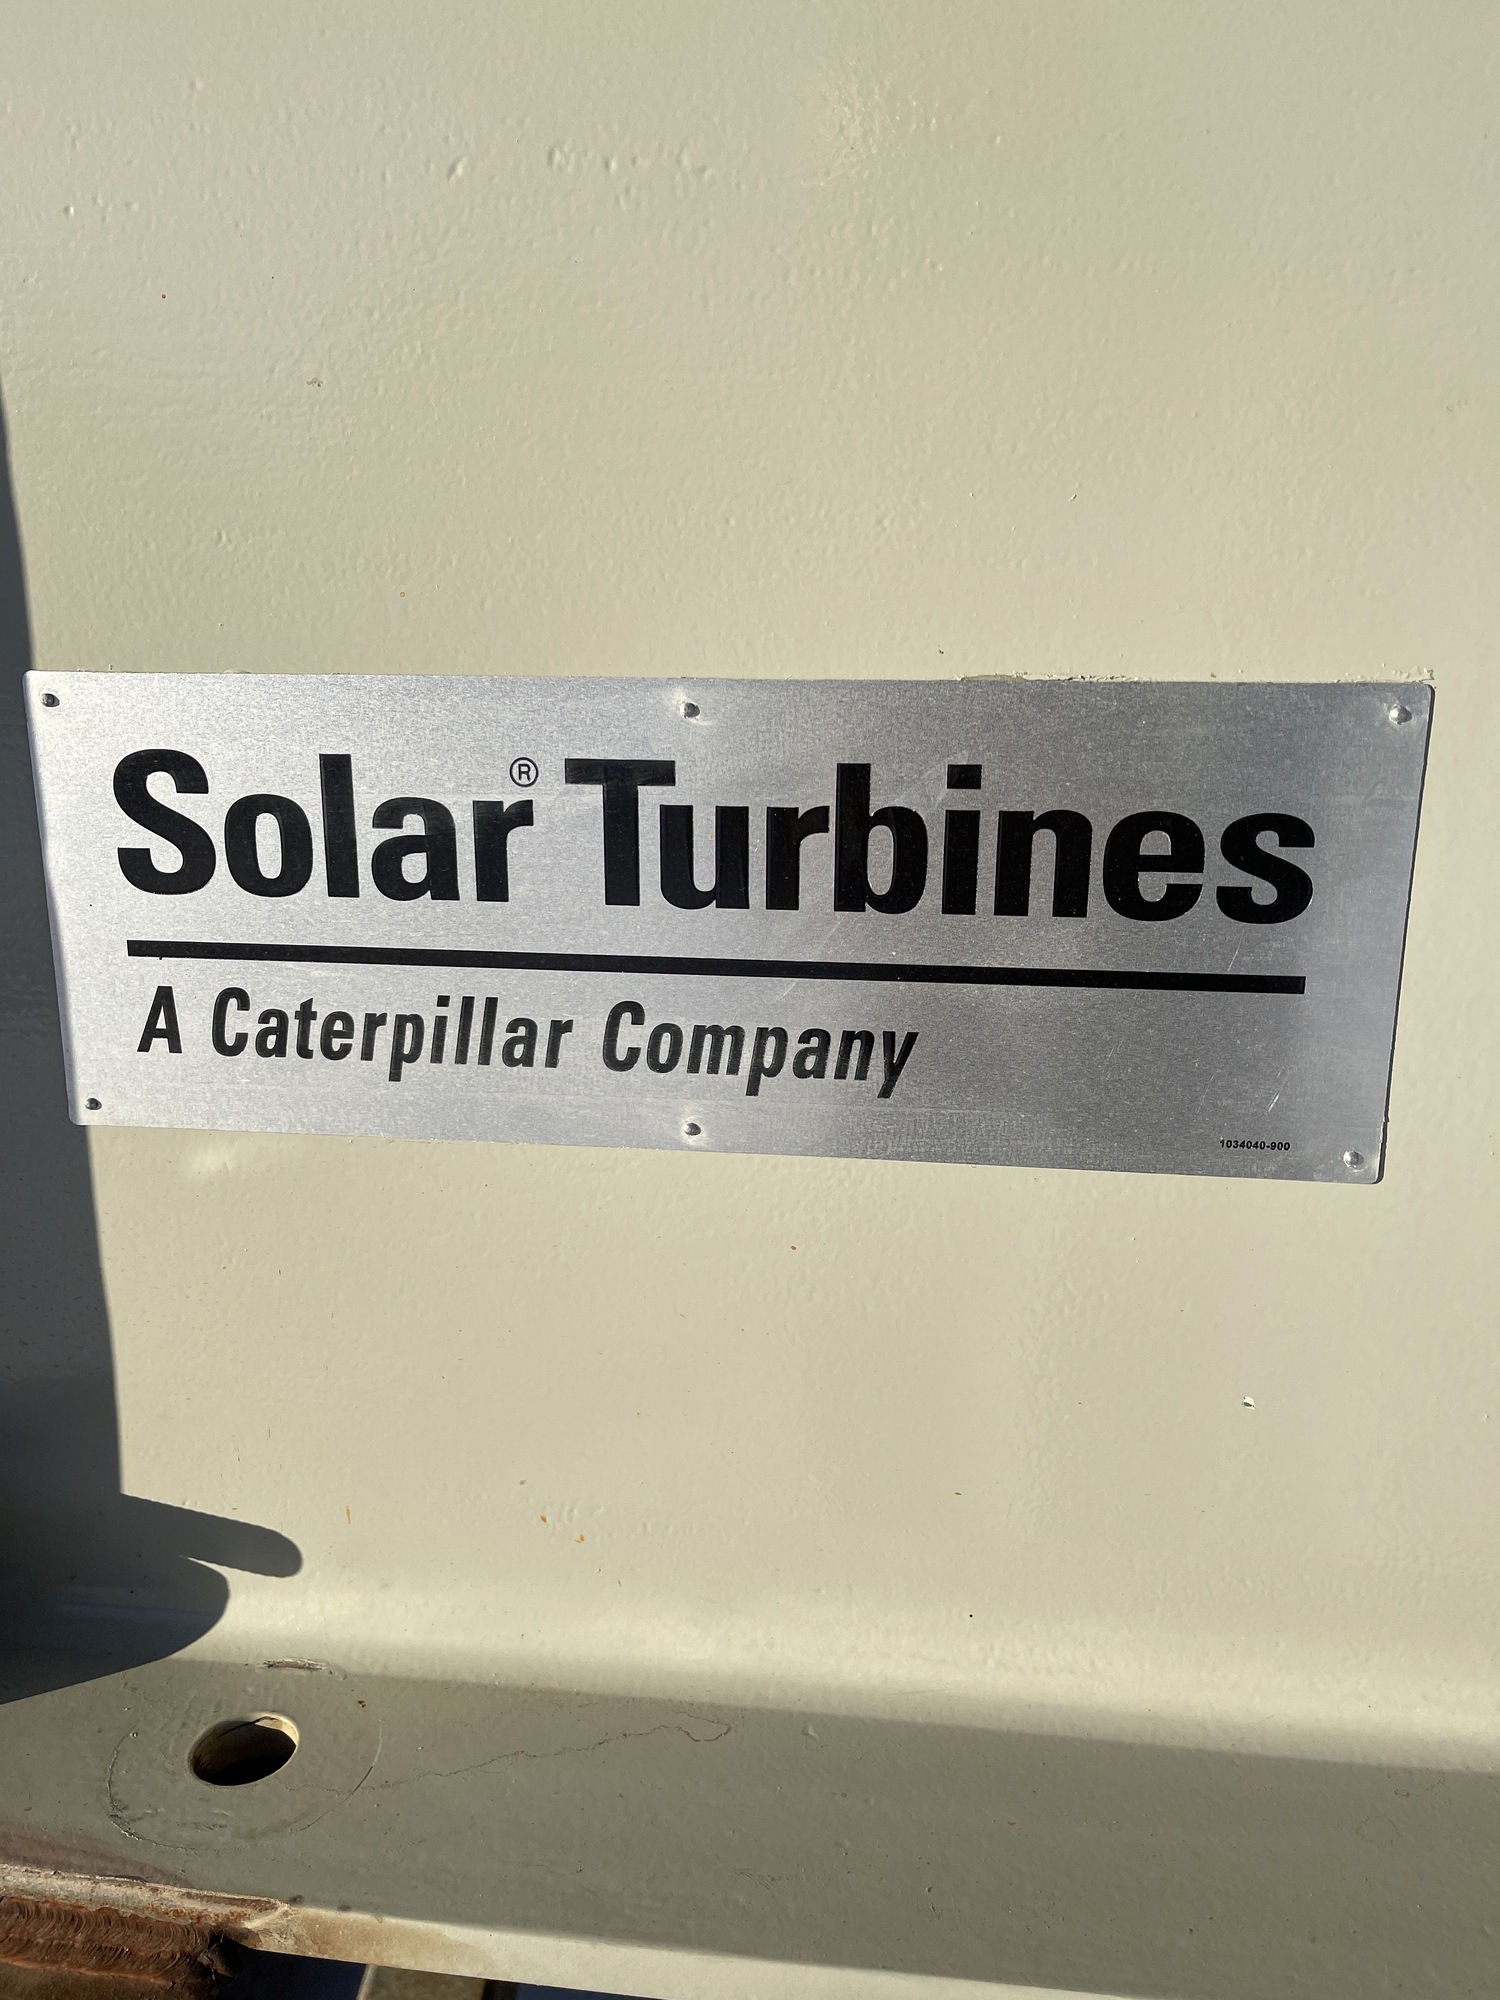 Solar® Turbines
A Caterpillar Company
1034040-900